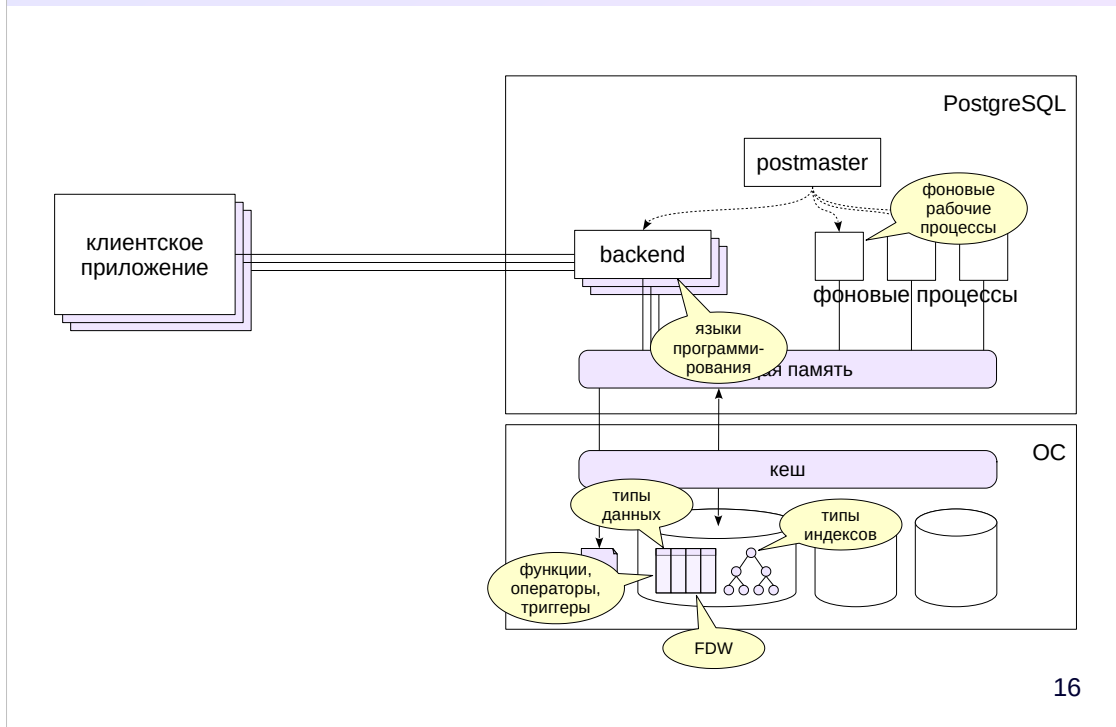 PostgreSQL
postmaster
фоновые
рабочие
процессы
клиентское
приложение
backend
фоновые процессы
языки
программи-
рования
память
ОС
кеш
типы
данных
типы
индексов
функции,
операторы,
триггеры
FDW
16